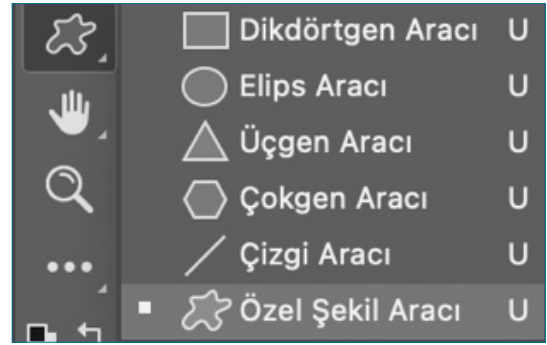 Dikdörtgen Aracı U
Elips Aracı U
Üçgen Aracı U
Çokgen Aracı U
Çizgi Aracı U
Özel Şekil Aracı U